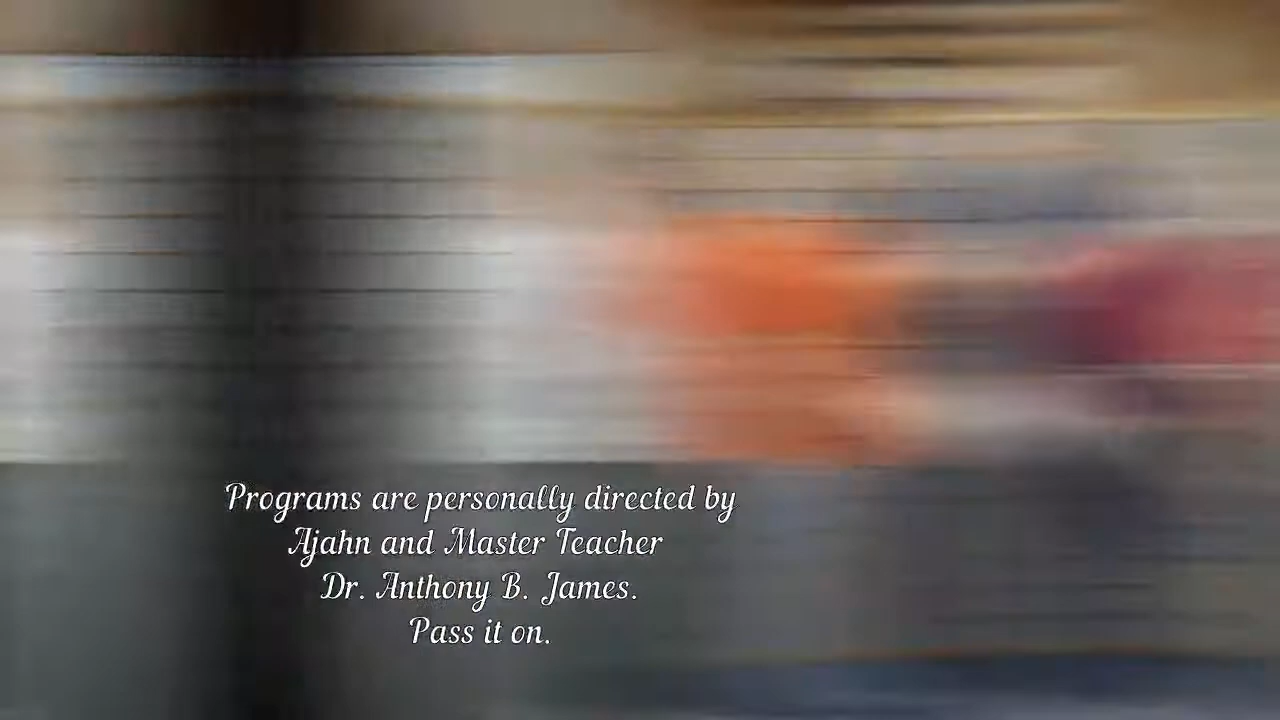 Programs are personally directed by
Ajahn and Master Teacher
Dr. Anthony B. James.
Pass it on.